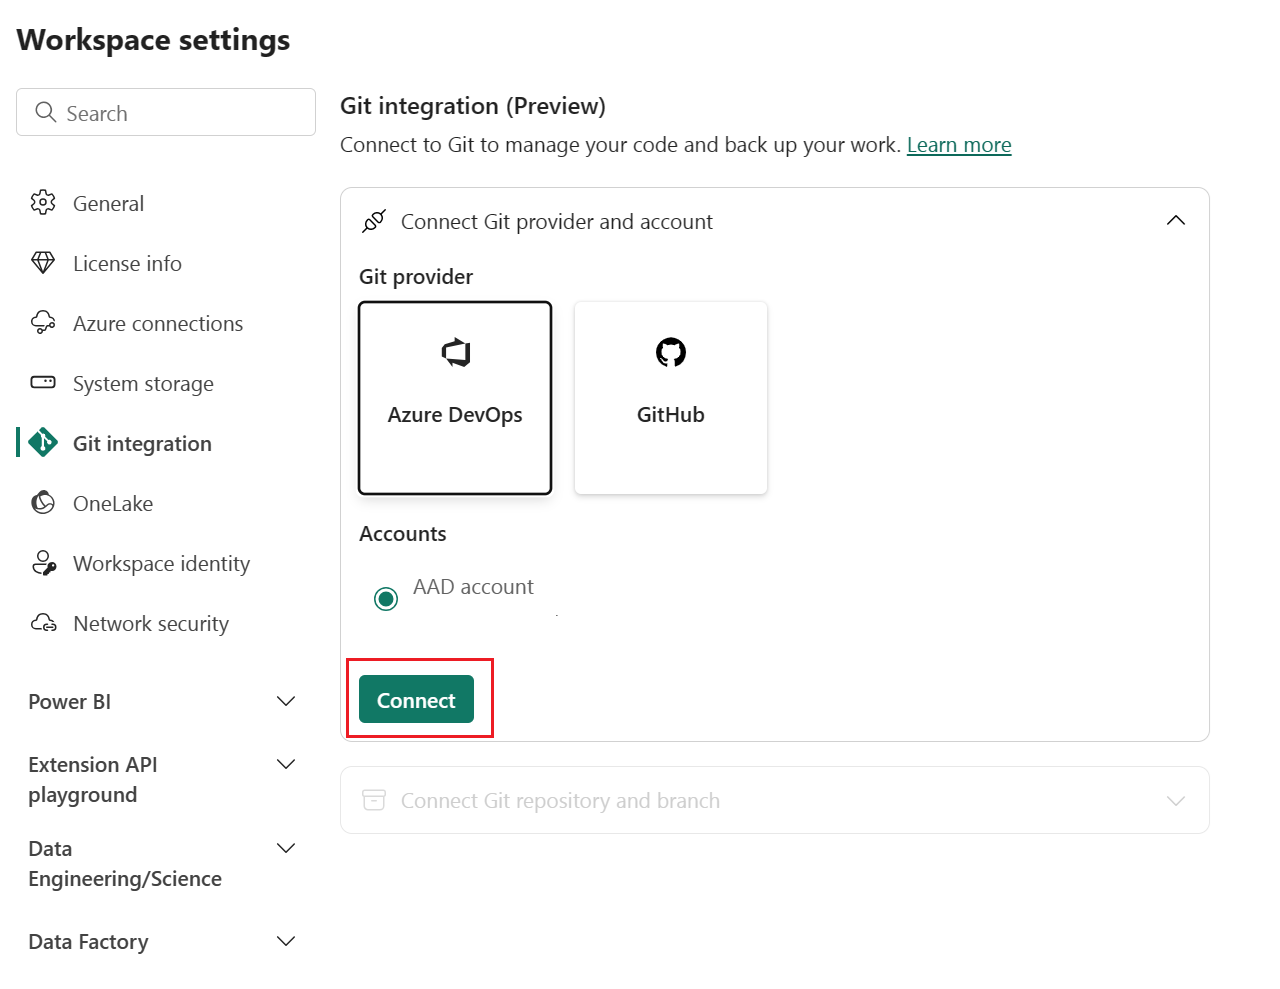 Workspace settings
Search
General
License info
Azure connections
System storage
Git integration
OneLake
Workspace identity
Network security
Power BI
Extension API
playground
Data
Engineering/Science
Data Factory
Git integration (Preview)
Connect to Git to manage your code and back up your work. Learn more
Connect Git provider and account
Git provider
Azure DevOps
GitHub
Accounts
AAD account
Connect
Connect Git repository and branch